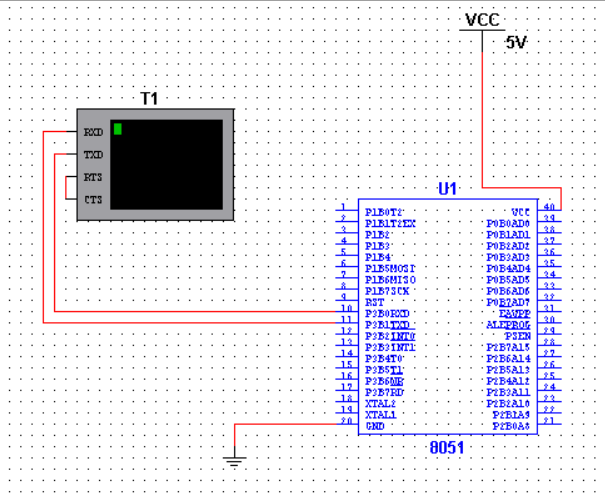 VCC
5V
T1
RXD
TXD
RTS
CTS
U1
1 P1B0T2 VCC 40
2 P1B1T2EX P0B0AD0 39
3 P1B2 P0B1AD1 38
4 P1B3 P0B2AD2 37
5 P1B4 P0B3AD3 36
6 P1B5MOSI P0B4AD4 35
7 P1B6MISO P0B5AD5 34
8 P1B7SCK P0B6AD6 33
9 RST P0B7AD7 32
10 P3B0RXD EAVPP 31
11 P3B1TXD ALEPROG 30
12 P3B2INT0 PSEN 29
13 P3B3INT1 P2B7A15 28
14 P3B4T0 P2B6A14 27
15 P3B5T1 P2B5A13 26
16 P3B6WR P2B4A12 25
17 P3B7RD P2B3A11 24
18 XTAL2 P2B2A10 23
19 XTAL1 P2B1A9 22
20 GND P2B0A8 21
8051